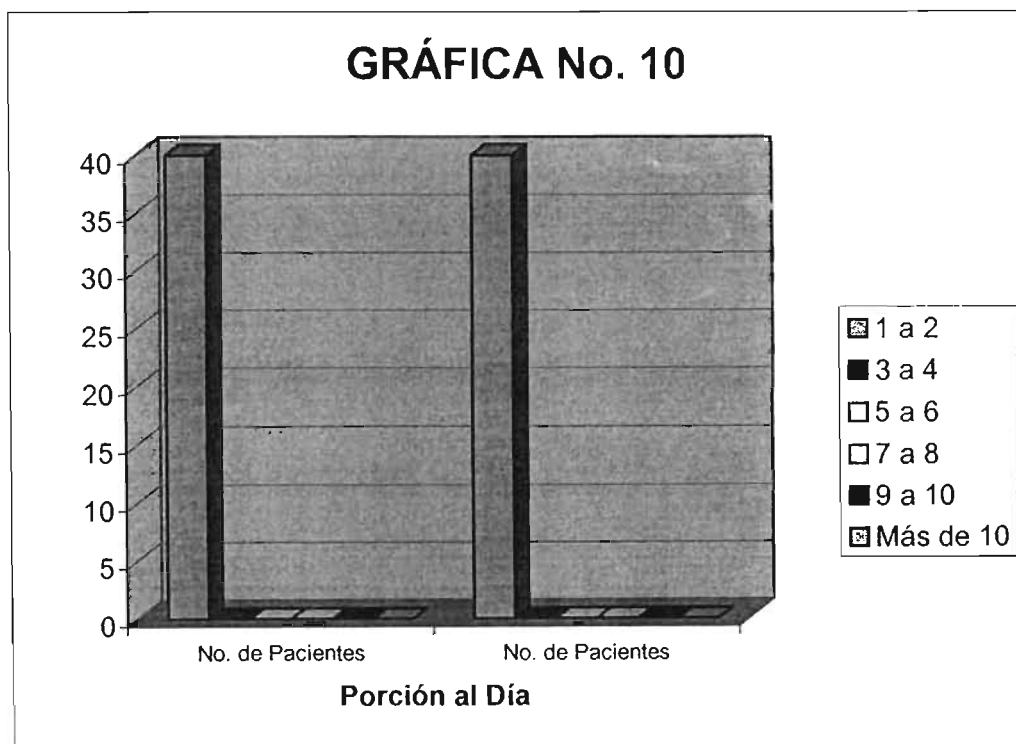 GRÁFICA No. 10
40
35
30
25
20
15
10
5
0
No. de Pacientes
No. de Pacientes
Porción al Día
1 a 2
3 a 4
5 a 6
7 a 8
9 a 10
Más de 10